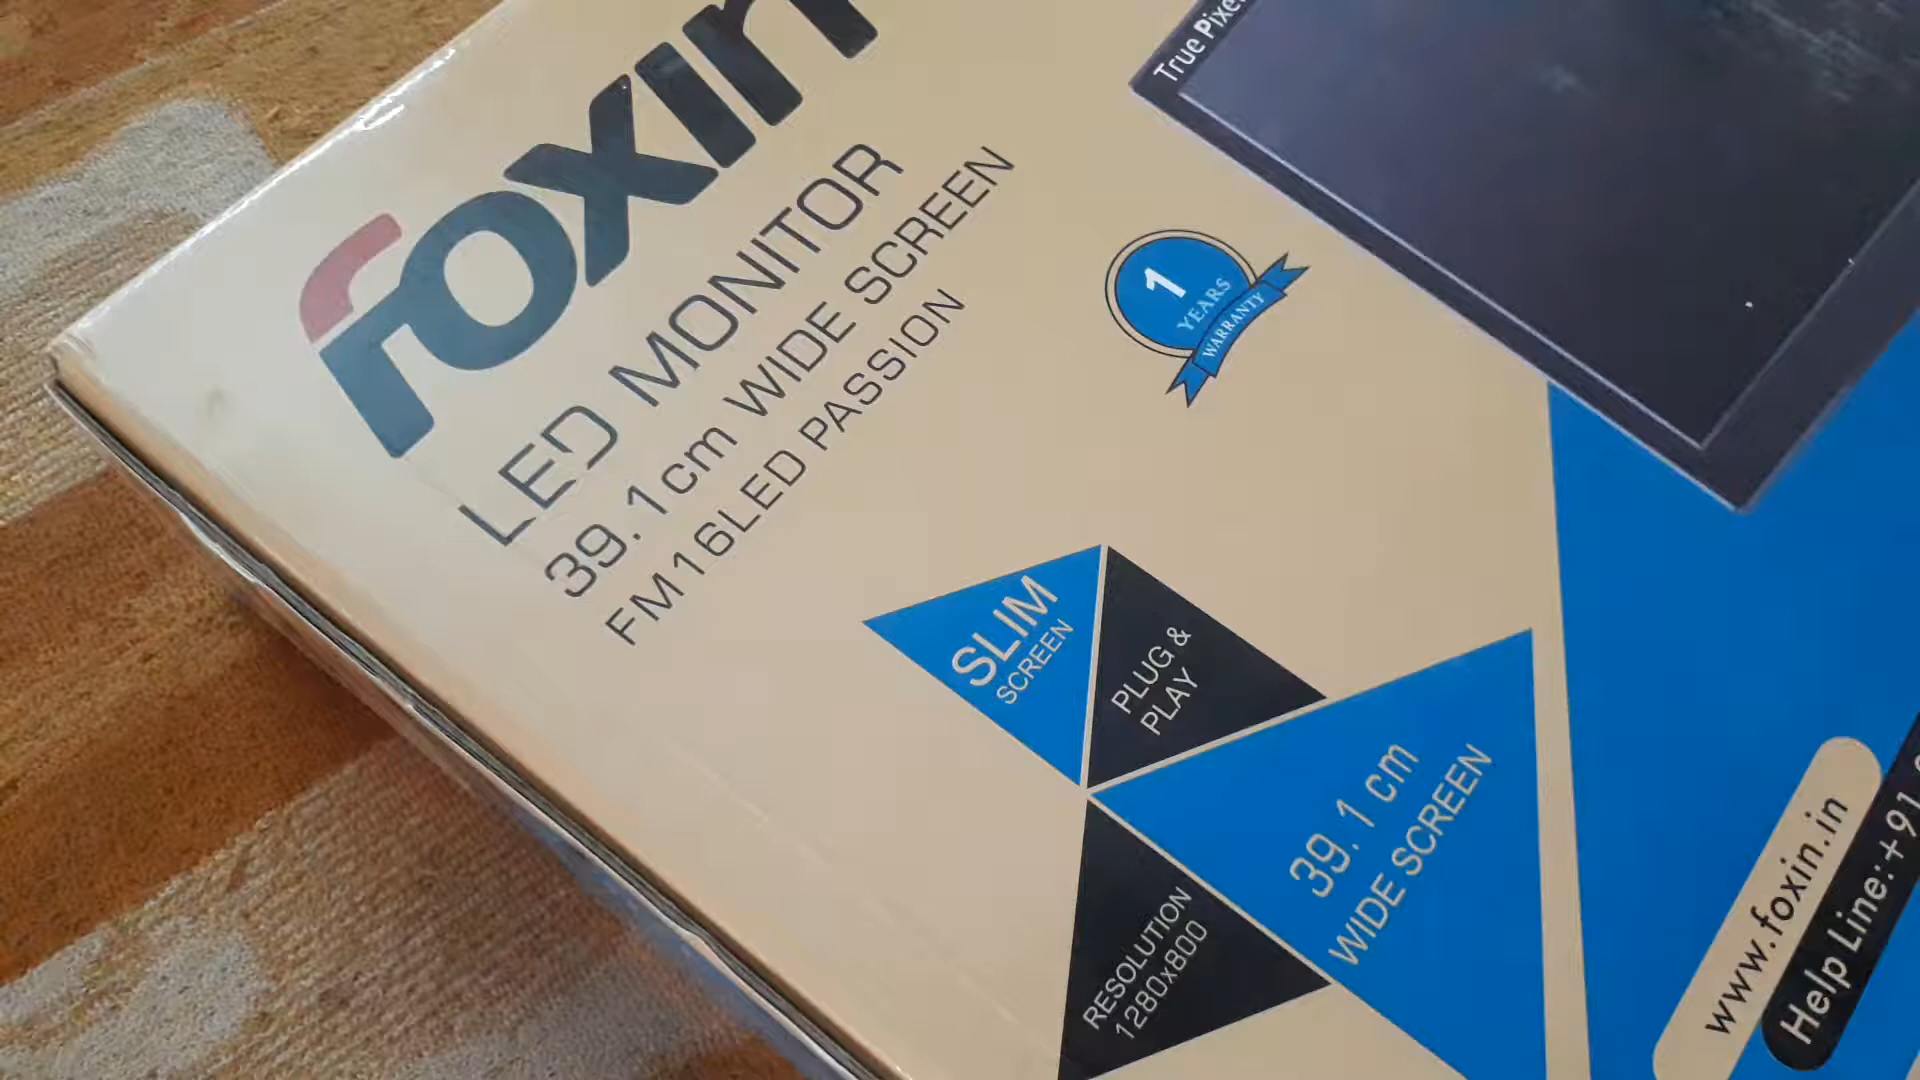 foxin
LED MONITOR
39.1cm WIDE SCREEN
FM16LED PASSION
True Pixel
1
YEARS
WARRANTY
SLIM
SCREEN
PLUG &
PLAY
39.1 cm
WIDE SCREEN
RESOLUTION
1280x800
www.foxin.in
Help Line:+91